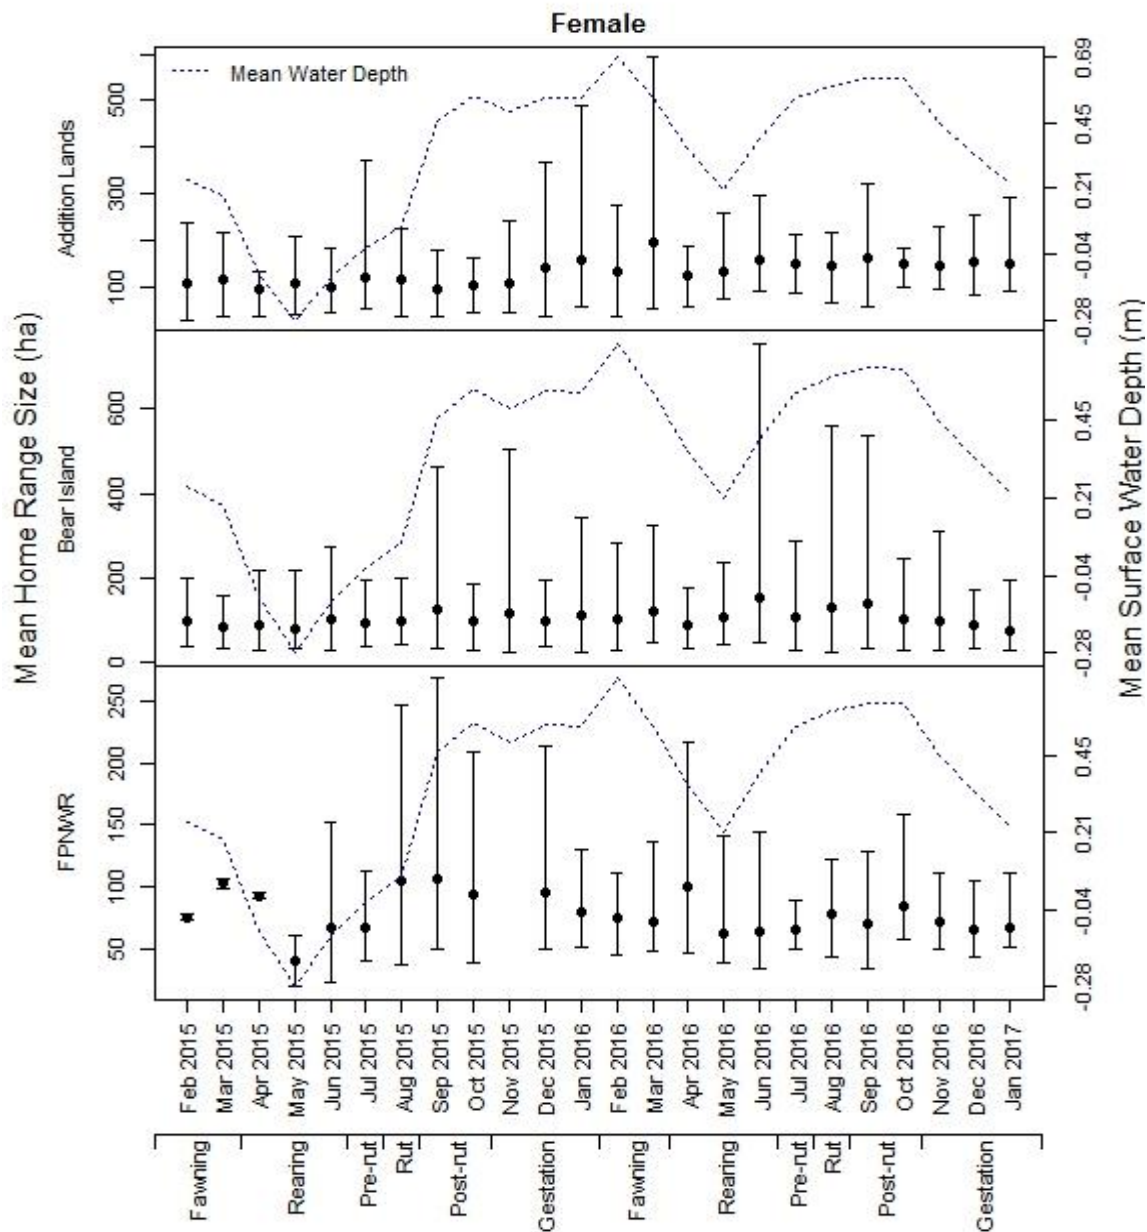 Female
Mean Water Depth
Mean Home Range Size (ha)
Mean Surface Water Depth (m)
Addition Lands
500
300
100
0.69
0.45
0.21
-0.04
-0.28
Bear Island
600
400
200
0
0.45
0.21
-0.04
-0.28
FPNWR
250
200
150
100
50
0.45
0.21
-0.04
-0.28
Feb 2015
Mar 2015
Apr 2015
May 2015
Jun 2015
Jul 2015
Aug 2015
Sep 2015
Oct 2015
Nov 2015
Dec 2015
Jan 2016
Feb 2016
Mar 2016
Apr 2016
May 2016
Jun 2016
Jul 2016
Aug 2016
Sep 2016
Oct 2016
Nov 2016
Dec 2016
Jan 2017
Fawning
Rearing
Pre-rut
Rut
Post-rut
Gestation
Fawning
Rearing
Pre-rut
Rut
Post-rut
Gestation